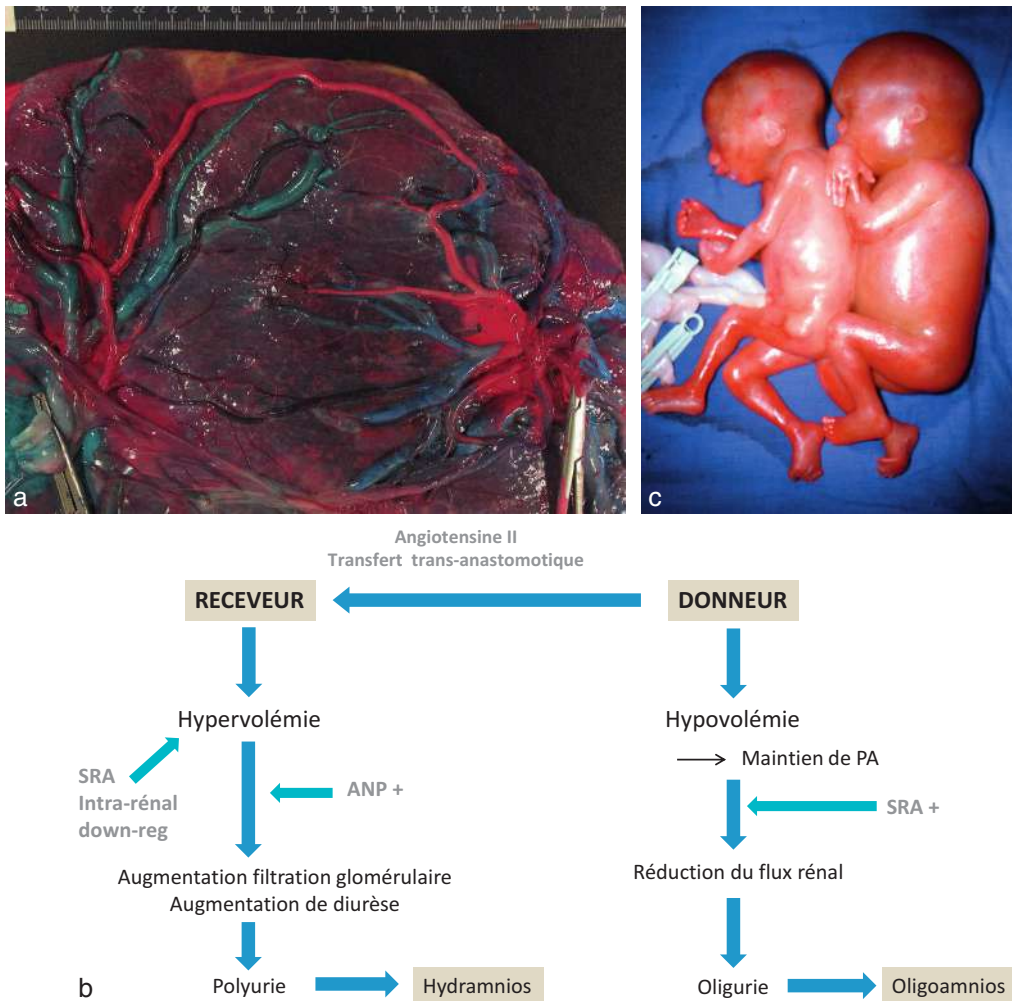 a
c
Angiotensine II
Transfert trans-anastomotique
RECEVEUR
DONNEUR
Hypervolémie
Hypovolémie
Maintien de PA
SRA
Intra-rénal
down-reg
ANP +
SRA +
Augmentation filtration glomérulaire
Augmentation de diurèse
Réduction du flux rénal
b
Polyurie
Hydramnios
Oligurie
Oligoamnios